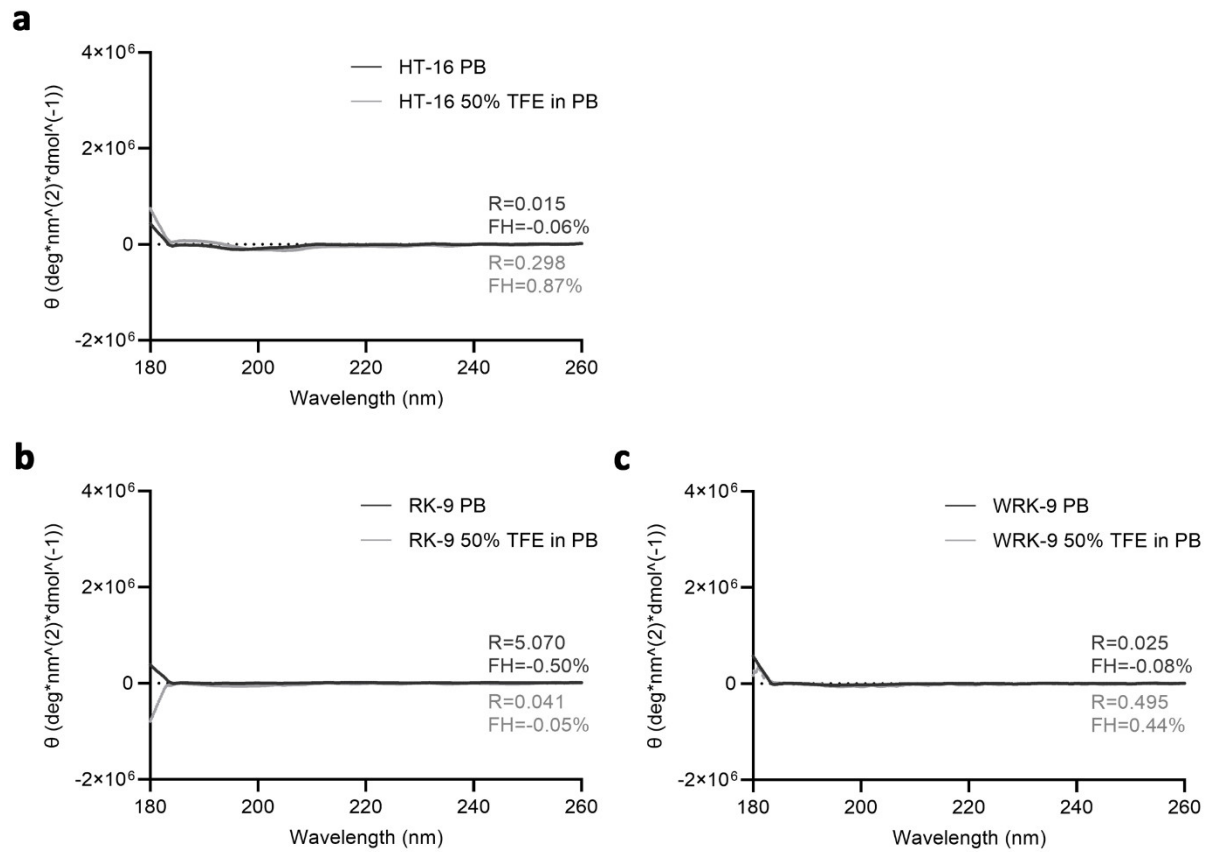 a
4×10⁶
2×10⁶
0
-2×10⁶
θ (deg*nm^(2)*dmol^(-1))
HT-16 PB
HT-16 50% TFE in PB
R=0.015
FH=-0.06%
R=0.298
FH=0.87%
180 200 220 240 260
Wavelength (nm)
b
4×10⁶
2×10⁶
0
-2×10⁶
θ (deg*nm^(2)*dmol^(-1))
RK-9 PB
RK-9 50% TFE in PB
R=5.070
FH=-0.50%
R=0.041
FH=-0.05%
180 200 220 240 260
Wavelength (nm)
c
4×10⁶
2×10⁶
0
-2×10⁶
θ (deg*nm^(2)*dmol^(-1))
WRK-9 PB
WRK-9 50% TFE in PB
R=0.025
FH=-0.08%
R=0.495
FH=0.44%
180 200 220 240 260
Wavelength (nm)